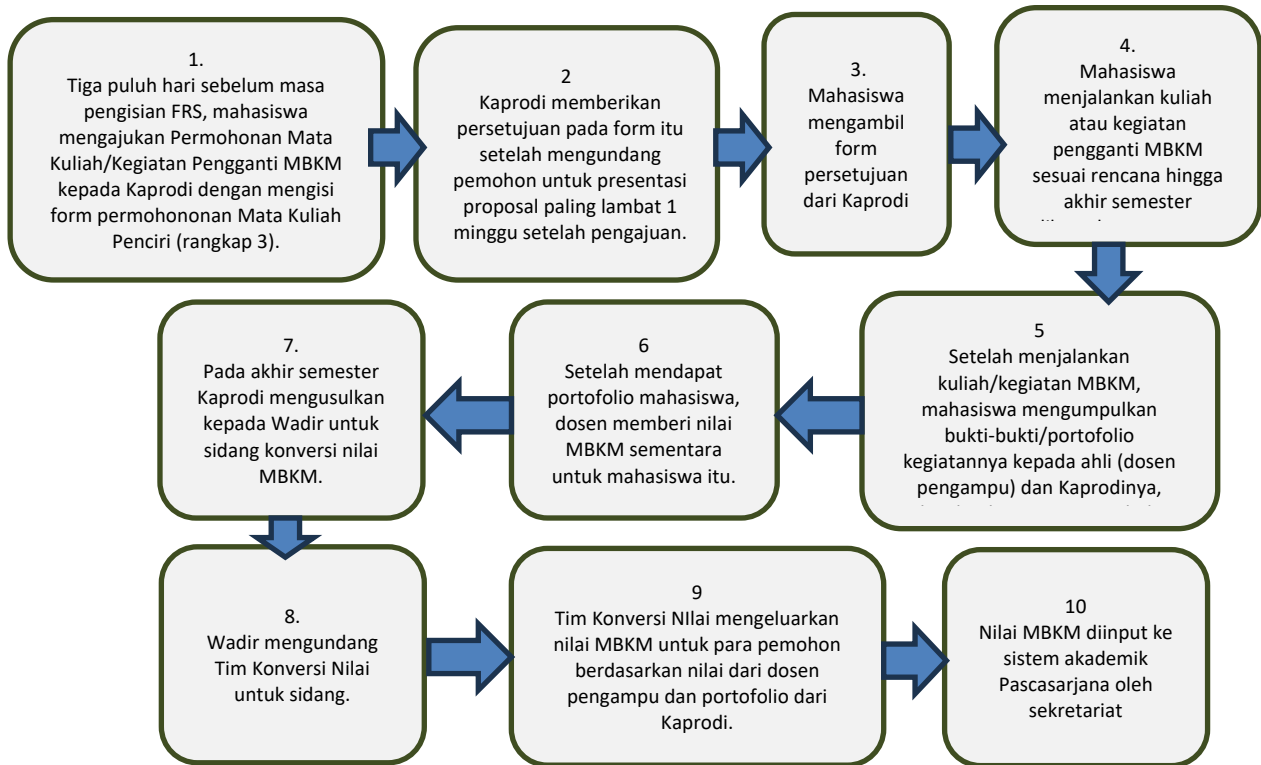 1.
Tiga puluh hari sebelum masa
pengisian FRS, mahasiswa
mengajukan Permohonan Mata
Kuliah/Kegiatan Pengganti MBKM
kepada Kaprodi dengan mengisi
form permohononan Mata Kuliah
Penciri (rangkap 3).
2
Kaprodi memberikan
persetujuan pada form itu
setelah mengundang
pemohon untuk presentasi
proposal paling lambat 1
minggu setelah pengajuan.
3.
Mahasiswa
mengambil
form
persetujuan
dari Kaprodi
4.
Mahasiswa
menjalankan kuliah
atau kegiatan
pengganti MBKM
sesuai rencana hingga
akhir semester
5
Setelah menjalankan
kuliah/kegiatan MBKM,
mahasiswa mengumpulkan
bukti-bukti/portofolio
kegiatannya kepada ahli (dosen
pengampu) dan Kaprodinya,
6
Setelah mendapat
portofolio mahasiswa,
dosen memberi nilai
MBKM sementara
untuk mahasiswa itu.
7.
Pada akhir semester
Kaprodi mengusulkan
kepada Wadir untuk
sidang konversi nilai
MBKM.
8.
Wadir mengundang
Tim Konversi Nilai
untuk sidang.
9
Tim Konversi NIlai mengeluarkan
nilai MBKM untuk para pemohon
berdasarkan nilai dari dosen
pengampu dan portofolio dari
Kaprodi.
10
Nilai MBKM diinput ke
sistem akademik
Pascasarjana oleh
sekretariat